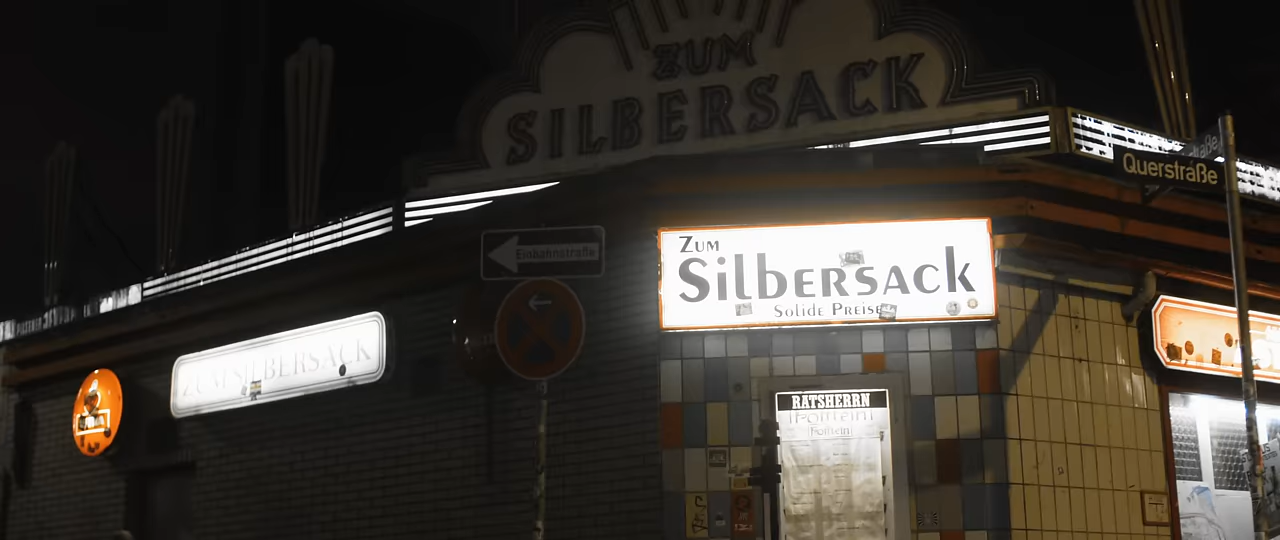 ZUM
SILBERSACK
Querstraße
Einbahnstraße
ZUM
SilbERSAck
SolidE PREisE
ZUM SILBERSACK
RATSHERRN